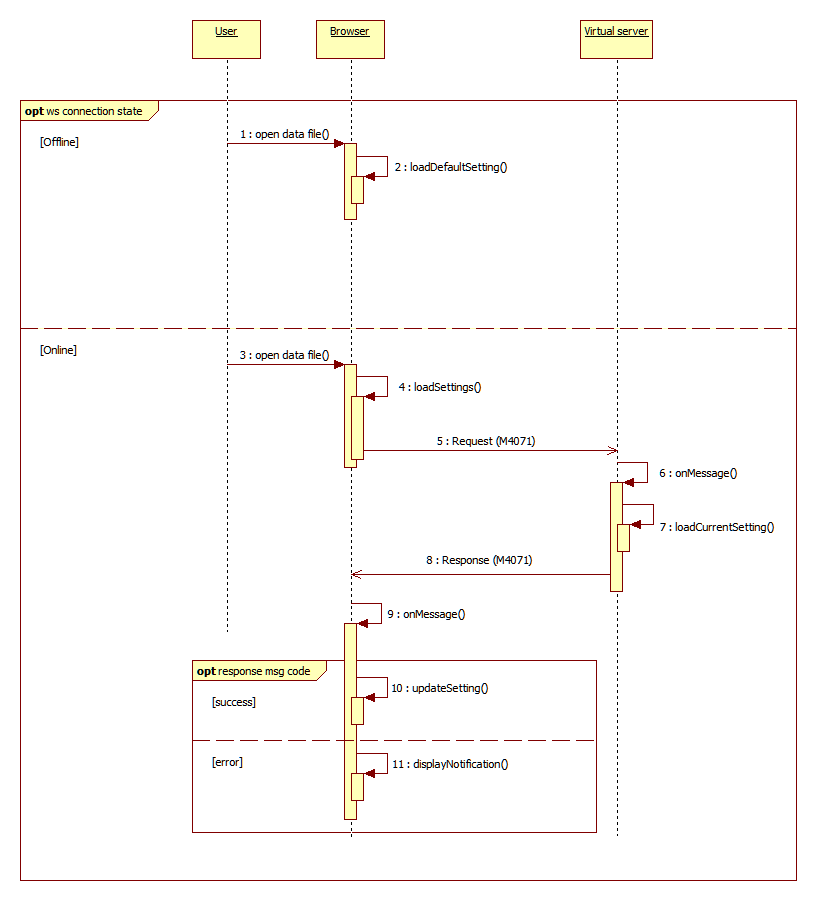 User
Browser
Virtual server
opt ws connection state
[Offline]
1 : open data file()
2 : loadDefaultSetting()
[Online]
3 : open data file()
4 : loadSettings()
5 : Request (M4071)
6 : onMessage()
7 : loadCurrentSetting()
8 : Response (M4071)
9 : onMessage()
opt response msg code
10 : updateSetting()
[success]
[error]
11 : displayNotification()